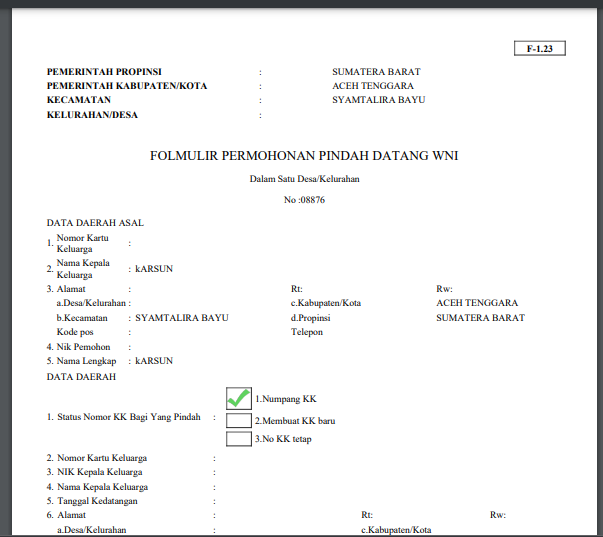 F-1.23
PEMERINTAH PROPINSI : SUMATERA BARAT
PEMERINTAH KABUPATEN/KOTA : ACEH TENGGARA
KECAMATAN : SYAMTALIRA BAYU
KELURAHAN/DESA :
FOLMULIR PERMOHONAN PINDAH DATANG WNI
Dalam Satu Desa/Kelurahan
No :08876
DATA DAERAH ASAL
1. Nomor Kartu Keluarga :
2. Nama Kepala Keluarga : kARSUN
3. Alamat : Rt: Rw:
a.Desa/Kelurahan : c.Kabupaten/Kota ACEH TENGGARA
b.Kecamatan : SYAMTALIRA BAYU d.Propinsi SUMATERA BARAT
Kode pos : Telepon
4. Nik Pemohon :
5. Nama Lengkap : kARSUN
DATA DAERAH
1. Status Nomor KK Bagi Yang Pindah :
1.Numpang KK
2.Membuat KK baru
3.No KK tetap
2. Nomor Kartu Keluarga :
3. NIK Kepala Keluarga :
4. Nama Kepala Keluarga :
5. Tanggal Kedatangan :
6. Alamat : Rt: Rw:
a.Desa/Kelurahan : c.Kabupaten/Kota